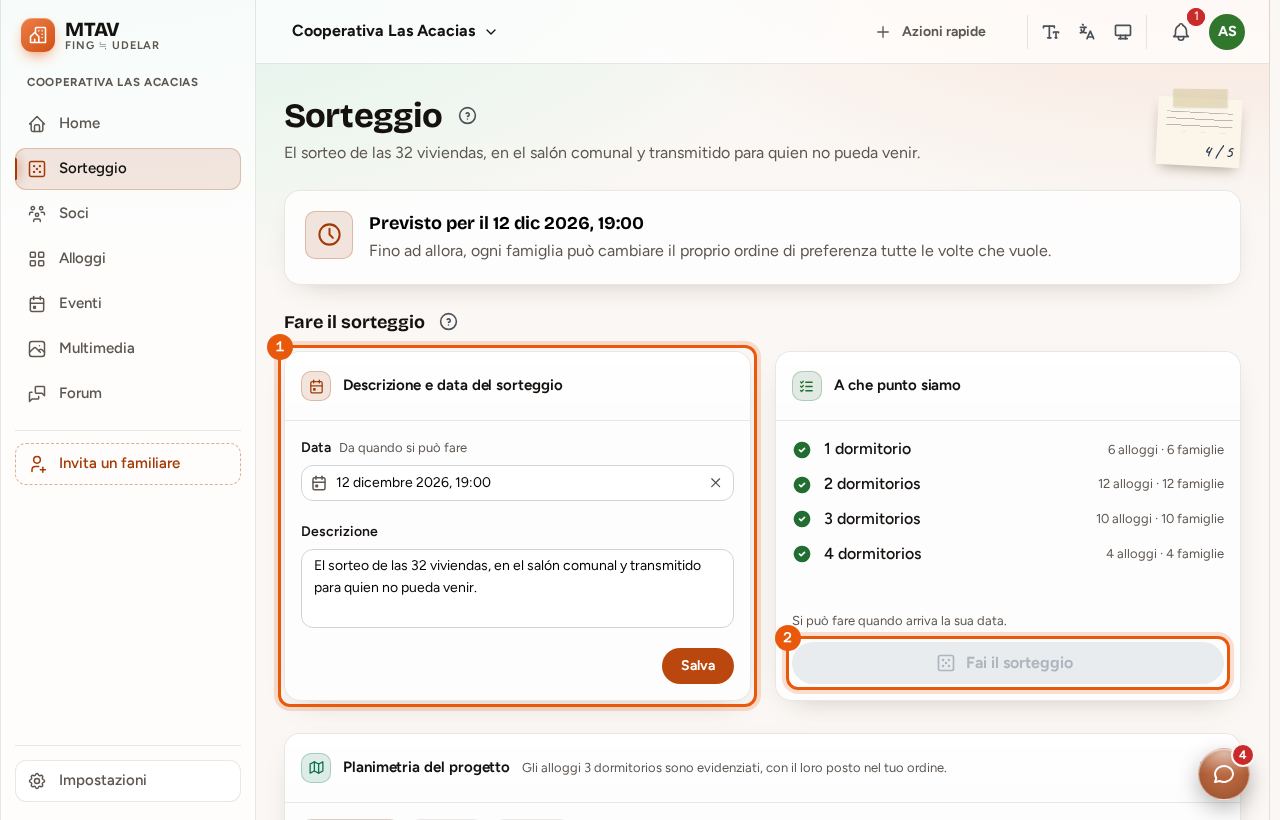 MTAV
FING ≒ UDELAR
COOPERATIVA LAS ACACIAS
Home
Sorteggio
Soci
Alloggi
Eventi
Multimedia
Forum
Invita un familiare
Impostazioni
Cooperativa Las Acacias
Azioni rapide
1
AS
Sorteggio
El sorteo de las 32 viviendas, en el salón comunal y transmitido para quien no pueda venir.
4/5
Previsto per il 12 dic 2026, 19:00
Fino ad allora, ogni famiglia può cambiare il proprio ordine di preferenza tutte le volte che vuole.
Fare il sorteggio
1
Descrizione e data del sorteggio
Data Da quando si può fare
12 dicembre 2026, 19:00
Descrizione
El sorteo de las 32 viviendas, en el salón comunal y transmitido
para quien no pueda venir.
Salva
A che punto siamo
1 dormitorio 6 alloggi · 6 famiglie
2 dormitorios 12 alloggi · 12 famiglie
3 dormitorios 10 alloggi · 10 famiglie
4 dormitorios 4 alloggi · 4 famiglie
Si può fare quando arriva la sua data.
2
Fai il sorteggio
Planimetria del progetto Gli alloggi 3 dormitorios sono evidenziati, con il loro posto nel tuo ordine.
4